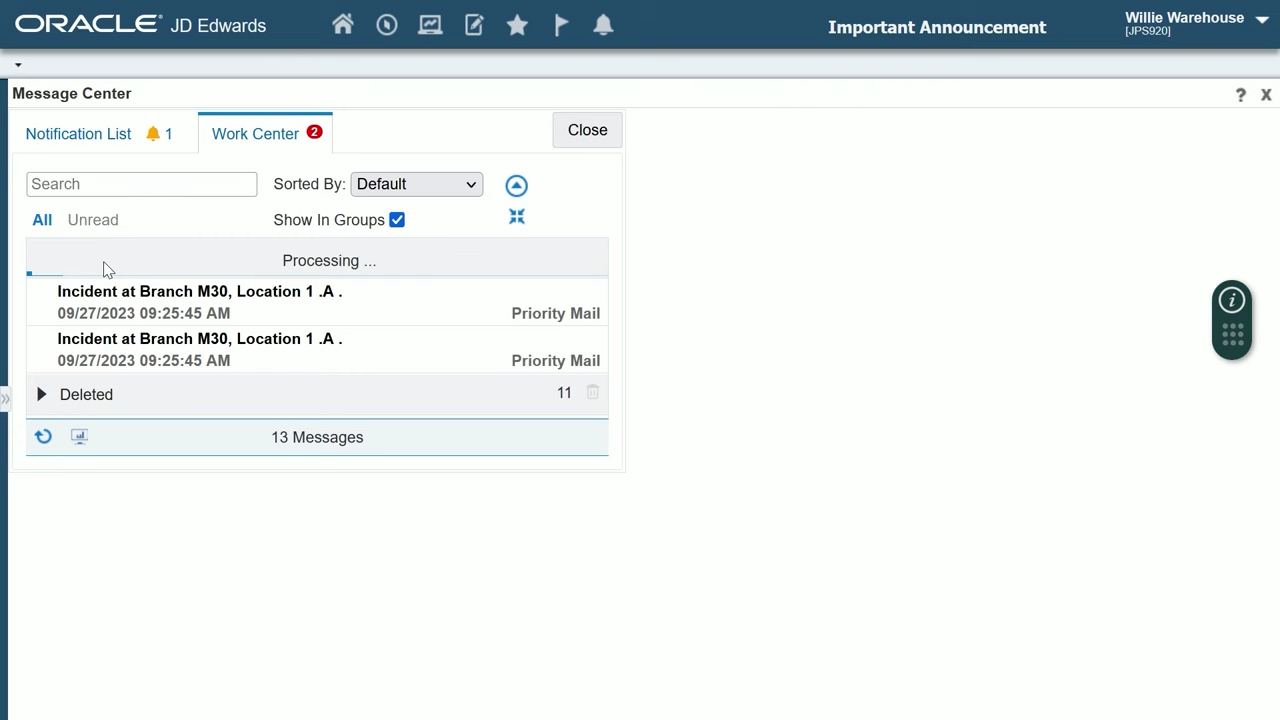 ORACLE JD Edwards
Important Announcement
Willie Warehouse
[JPS920]
Message Center
? X
Notification List 1
Work Center 2
Close
Search
Sorted By: Default
All Unread
Show In Groups
Processing ...
Incident at Branch M30, Location 1 .A .
09/27/2023 09:25:45 AM Priority Mail
Incident at Branch M30, Location 1 .A .
09/27/2023 09:25:45 AM Priority Mail
Deleted 11
13 Messages